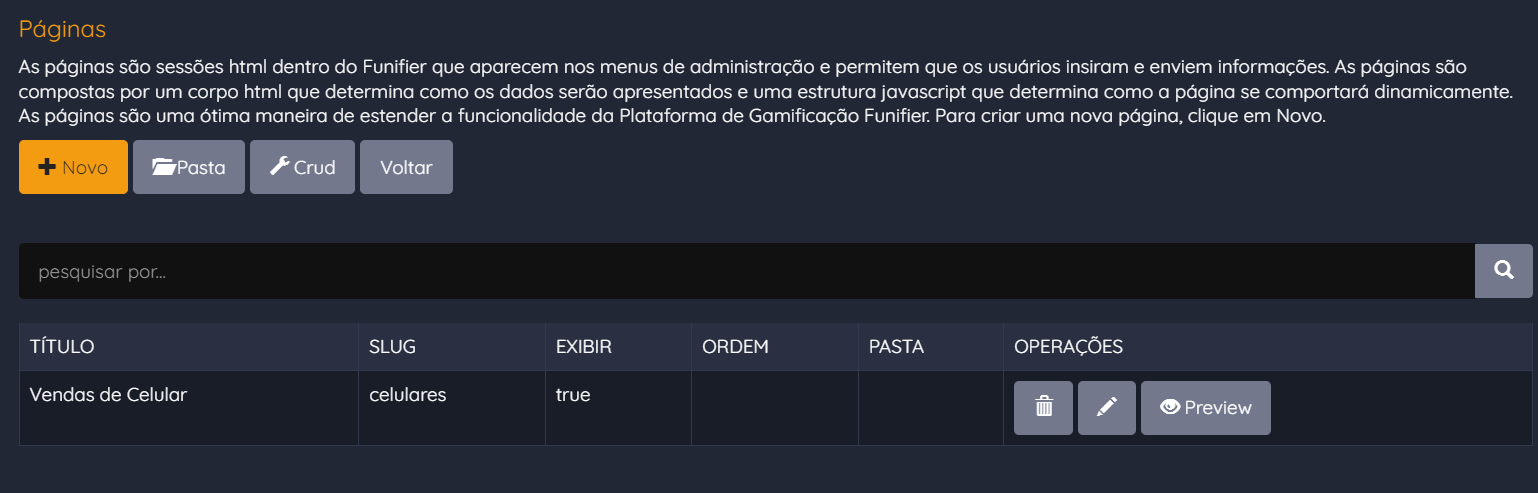 Páginas
As páginas são sessões html dentro do Funifier que aparecem nos menus de administração e permitem que os usuários insiram e enviem informações. As páginas são
compostas por um corpo html que determina como os dados serão apresentados e uma estrutura javascript que determina como a página se comportará dinamicamente.
As páginas são uma ótima maneira de estender a funcionalidade da Plataforma de Gamificação Funifier. Para criar uma nova página, clique em Novo.
Novo Pasta Crud Voltar
pesquisar por...
TÍTULO SLUG EXIBIR ORDEM PASTA OPERAÇÕES
Vendas de Celular celulares true Preview